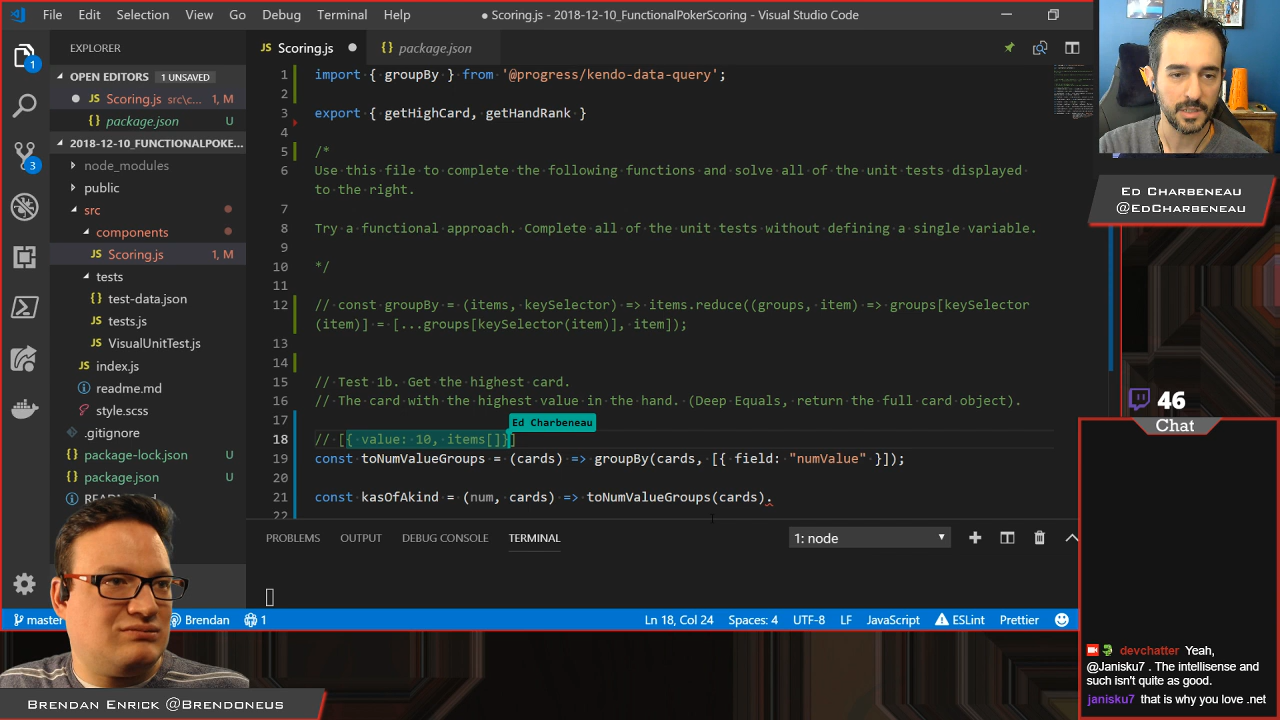 File Edit Selection View Go Debug Terminal Help
● Scoring.js - 2018-12-10_FunctionalPokerScoring - Visual Studio Code
EXPLORER
OPEN EDITORS 1 UNSAVED
JS Scoring.js src\c... 1, M
{} package.json U
2018-12-10_FUNCTIONALPOKE...
node_modules
public
src
components
JS Scoring.js 1, M
tests
{} test-data.json
JS tests.js
JS VisualUnitTest.js
JS index.js
readme.md
style.scss
.gitignore
package-lock.json U
package.json U
1
3
JS Scoring.js ●
{} package.json
1 import { groupBy } from '@progress/kendo-data-query';
2
3 export { getHighCard, getHandRank }
4
5 /*
6 Use this file to complete the following functions and solve all of the unit tests displayed
to the right.
7
8 Try a functional approach. Complete all of the unit tests without defining a single variable.
9
10 */
11
12 // const groupBy = (items, keySelector) => items.reduce((groups, item) => groups[keySelector
(item)] = [...groups[keySelector(item)], item]);
13
14
15 // Test 1b. Get the highest card.
16 // The card with the highest value in the hand. (Deep Equals, return the full card object).
17
Ed Charbeneau
18 // [{ value: 10, items[]}]
19 const toNumValueGroups = (cards) => groupBy(cards, [{ field: "numValue" }]);
20
21 const kasOfAkind = (num, cards) => toNumValueGroups(cards).
22
PROBLEMS OUTPUT DEBUG CONSOLE TERMINAL
1: node
master
Brendan
1
Ln 18, Col 24 Spaces: 4 UTF-8 LF JavaScript ESLint Prettier
Ed Charbeneau
@EdCharbeneau
46
Chat
devchatter Yeah,
@Janisku7 . The intellisense and
such isn't quite as good.
janisku7 that is why you love .net
Brendan Enrick @Brendoneus